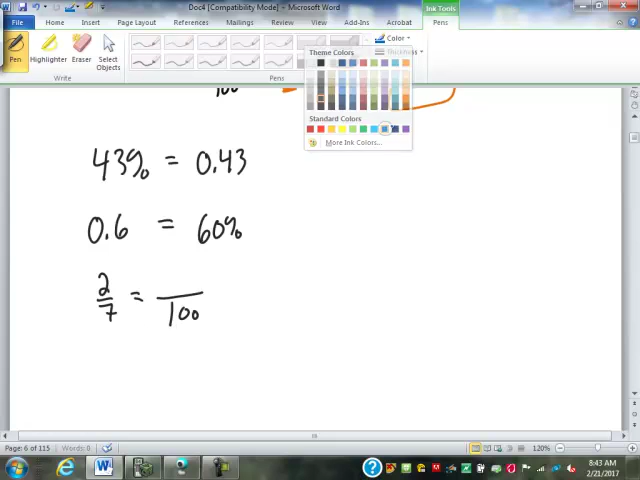 Doc4 [Compatibility Mode] - Microsoft Word
Ink Tools
File Home Insert Page Layout References Mailings Review View Add-Ins Acrobat Pens
Pen Highlighter Eraser Select Objects
Write
Pens
Color
Thickness
Theme Colors
Standard Colors
More Ink Colors...
100
43% = 0.43
0.6 = 60%
2/7 = /100
Page: 6 of 115 Words: 0 120%
8:43 AM
2/21/2017